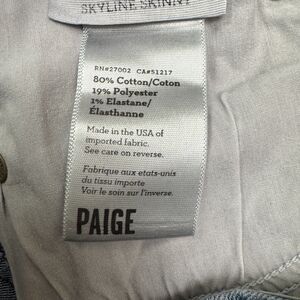 SKYLINE SKINNY
RN#27002 CA#51217
80% Cotton/Coton
19% Polyester
1% Elastane/
Élasthanne
Made in the USA of
imported fabric.
See care on reverse.
Fabrique aux etats-unis
du tissu importe
Voir le soin sur l'inverse.
PAIGE